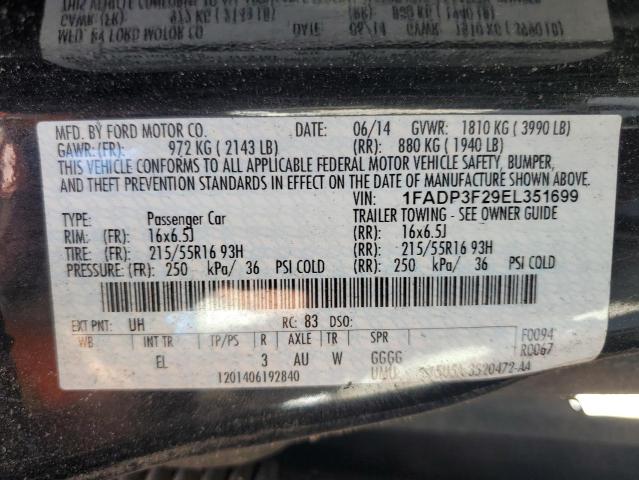 MFD. BY FORD MOTOR CO. DATE: 06/14 GVWR: 1810 KG ( 3990 LB)
GAWR:(FR): 972 KG ( 2143 LB) (RR): 880 KG ( 1940 LB)
THIS VEHICLE CONFORMS TO ALL APPLICABLE FEDERAL MOTOR VEHICLE SAFETY, BUMPER,
AND THEFT PREVENTION STANDARDS IN EFFECT ON THE DATE OF MANUFACTURE SHOWN ABOVE.
VIN: 1FADP3F29EL351699
TYPE: Passenger Car TRAILER TOWING - SEE OWNER GUIDE
RIM: (FR): 16x6.5J (RR): 16x6.5J
TIRE: (FR): 215/55R16 93H (RR): 215/55R16 93H
PRESSURE: (FR): 250 kPa/ 36 PSI COLD (RR): 250 kPa/ 36 PSI COLD
EXT PNT: UH RC: 83 DSO:
WB INT TR TP/PS R AXLE TR SPR F0094
EL 3 AU W GGGG R0067
1201406192840 3520472-A4